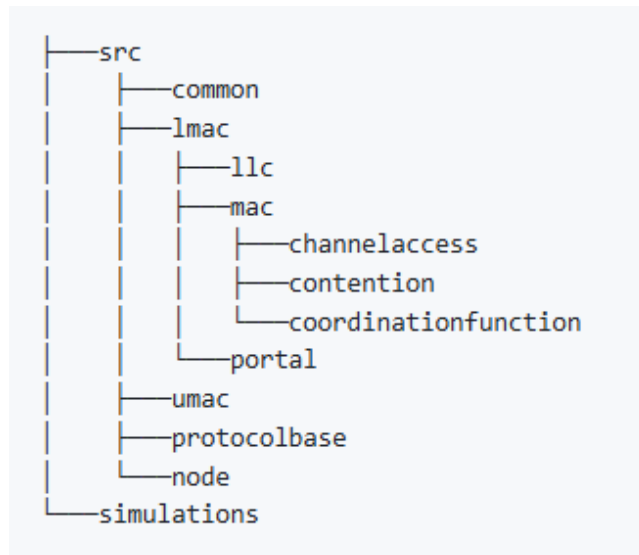 ├───src
│   ├───common
│   ├───lmac
│   │   ├───llc
│   │   ├───mac
│   │   │   ├───channelaccess
│   │   │   ├───contention
│   │   │   └───coordinationfunction
│   │   └───portal
│   ├───umac
│   ├───protocolbase
│   └───node
└───simulations